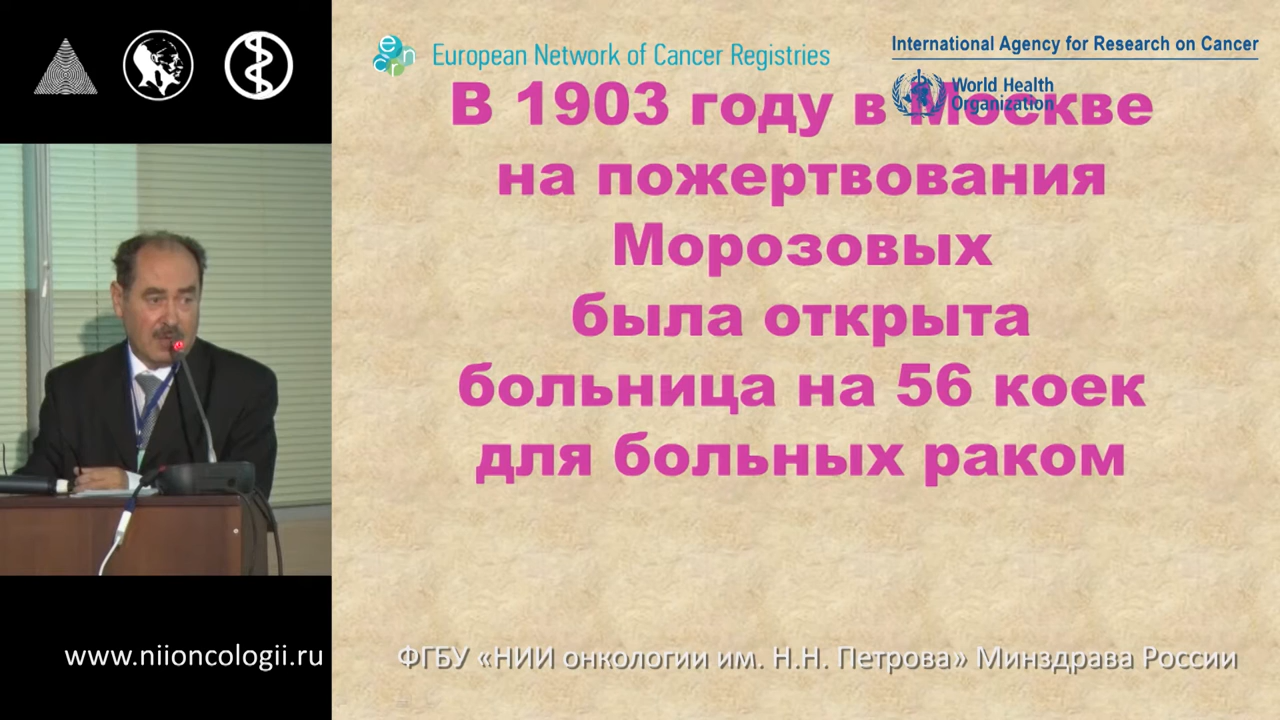 European Network of Cancer Registries
International Agency for Research on Cancer
World Health
Organization
В 1903 году в Москве
на пожертвования
Морозовых
была открыта
больница на 56 коек
для больных раком
www.niioncologii.ru
ФГБУ «НИИ онкологии им. Н.Н. Петрова» Минздрава России